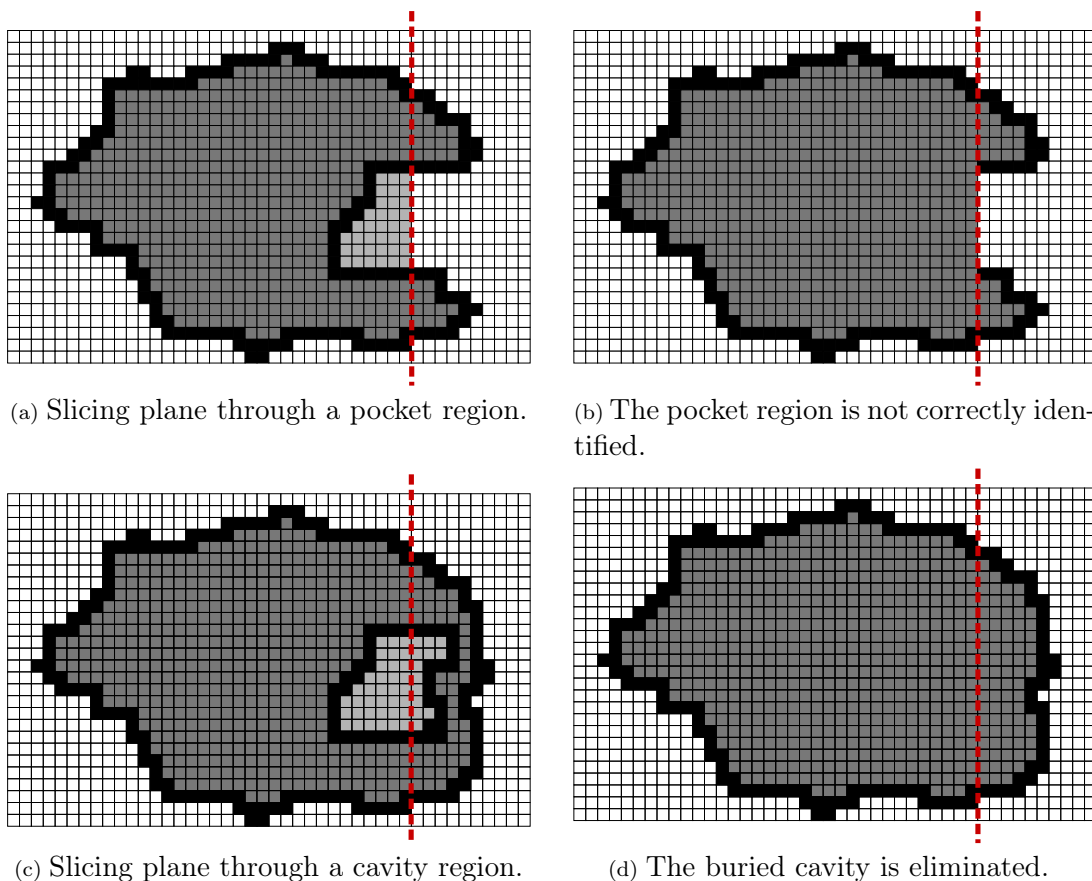 (a) Slicing plane through a pocket region.
(b) The pocket region is not correctly iden-
tified.
(c) Slicing plane through a cavity region.
(d) The buried cavity is eliminated.